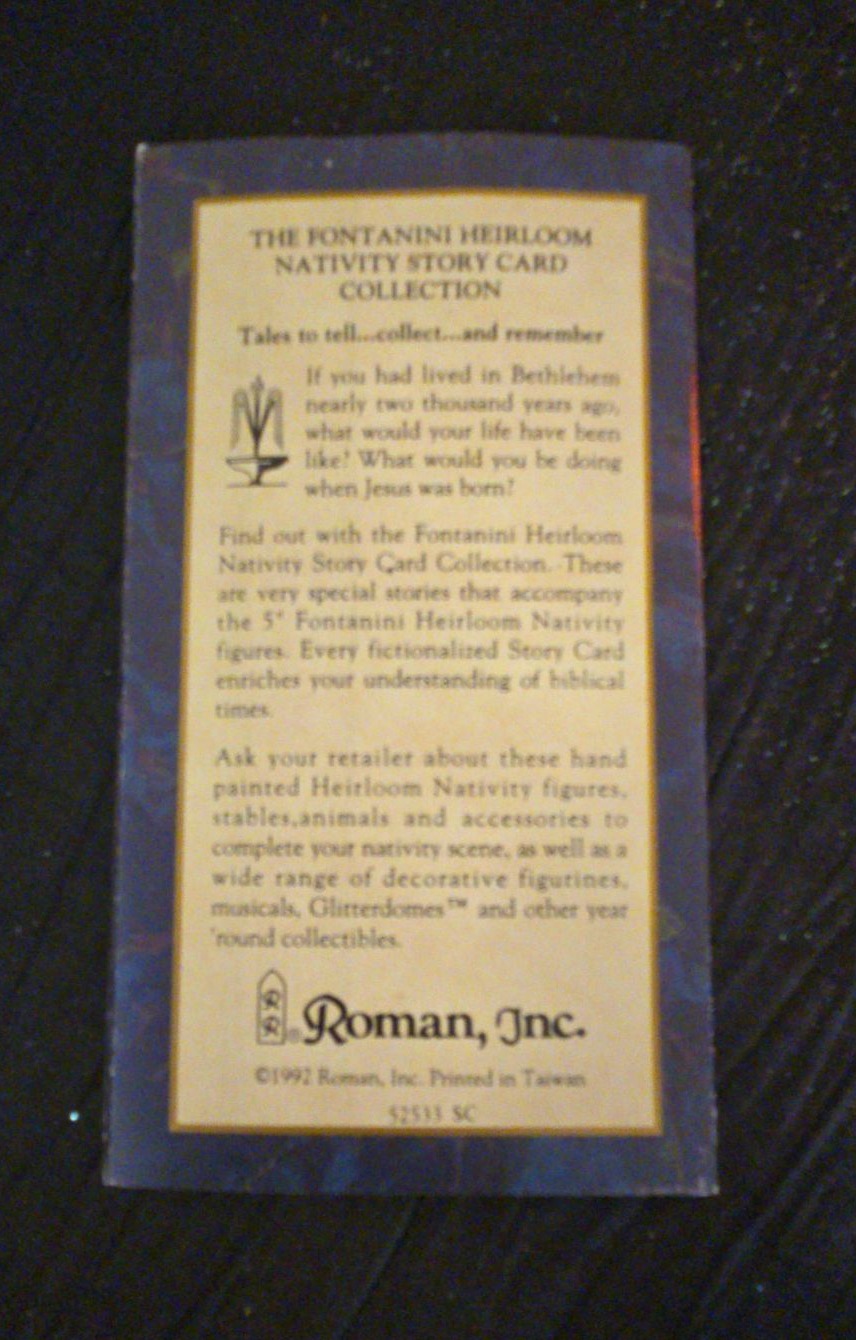 THE FONTANINI HEIRLOOM
NATIVITY STORY CARD
COLLECTION
Tales to tell...collect...and remember
If you had lived in Bethlehem
nearly two thousand years ago,
what would your life have been
like? What would you be doing
when Jesus was born?
Find out with the Fontanini Heirloom
Nativity Story Card Collection. These
are very special stories that accompany
the 5" Fontanini Heirloom Nativity
figures. Every fictionalized Story Card
enriches your understanding of biblical
times.
Ask your retailer about these hand
painted Heirloom Nativity figures,
stables,animals and accessories to
complete your nativity scene, as well as a
wide range of decorative figurines,
musicals, Glitterdomes™ and other year
'round collectibles.
R
R
® Roman, Inc.
©1992 Roman, Inc. Printed in Taiwan
52533 SC